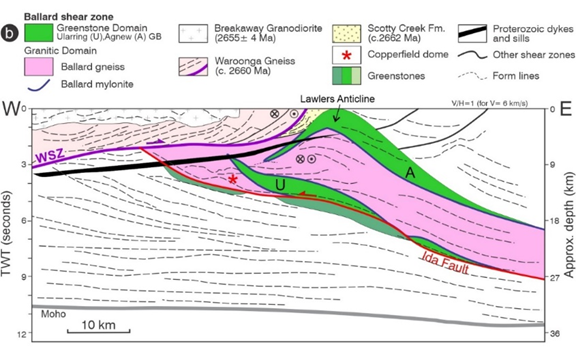 Ballard shear zone
b
Greenstone Domain
Ularring (U),Agnew (A) GB
Granitic Domain
Ballard gneiss
Ballard mylonite
Breakaway Granodiorite
(2655± 4 Ma)
Waroonga Gneiss
c. 2660 Ma)
Scotty Creek Fm.
(c.2662 Ma)
Copperfield dome
Greenstones
Proterozoic dykes
and sills
Other shear zones
Form lines
Lawlers Anticline
V/H=1 (for V= 6 km/s)
W
E
0
3
6
9
12
TWT (seconds)
0
9
18
27
36
Approx. depth (km)
WSZ
U
A
Ida Fault
Moho
10 km